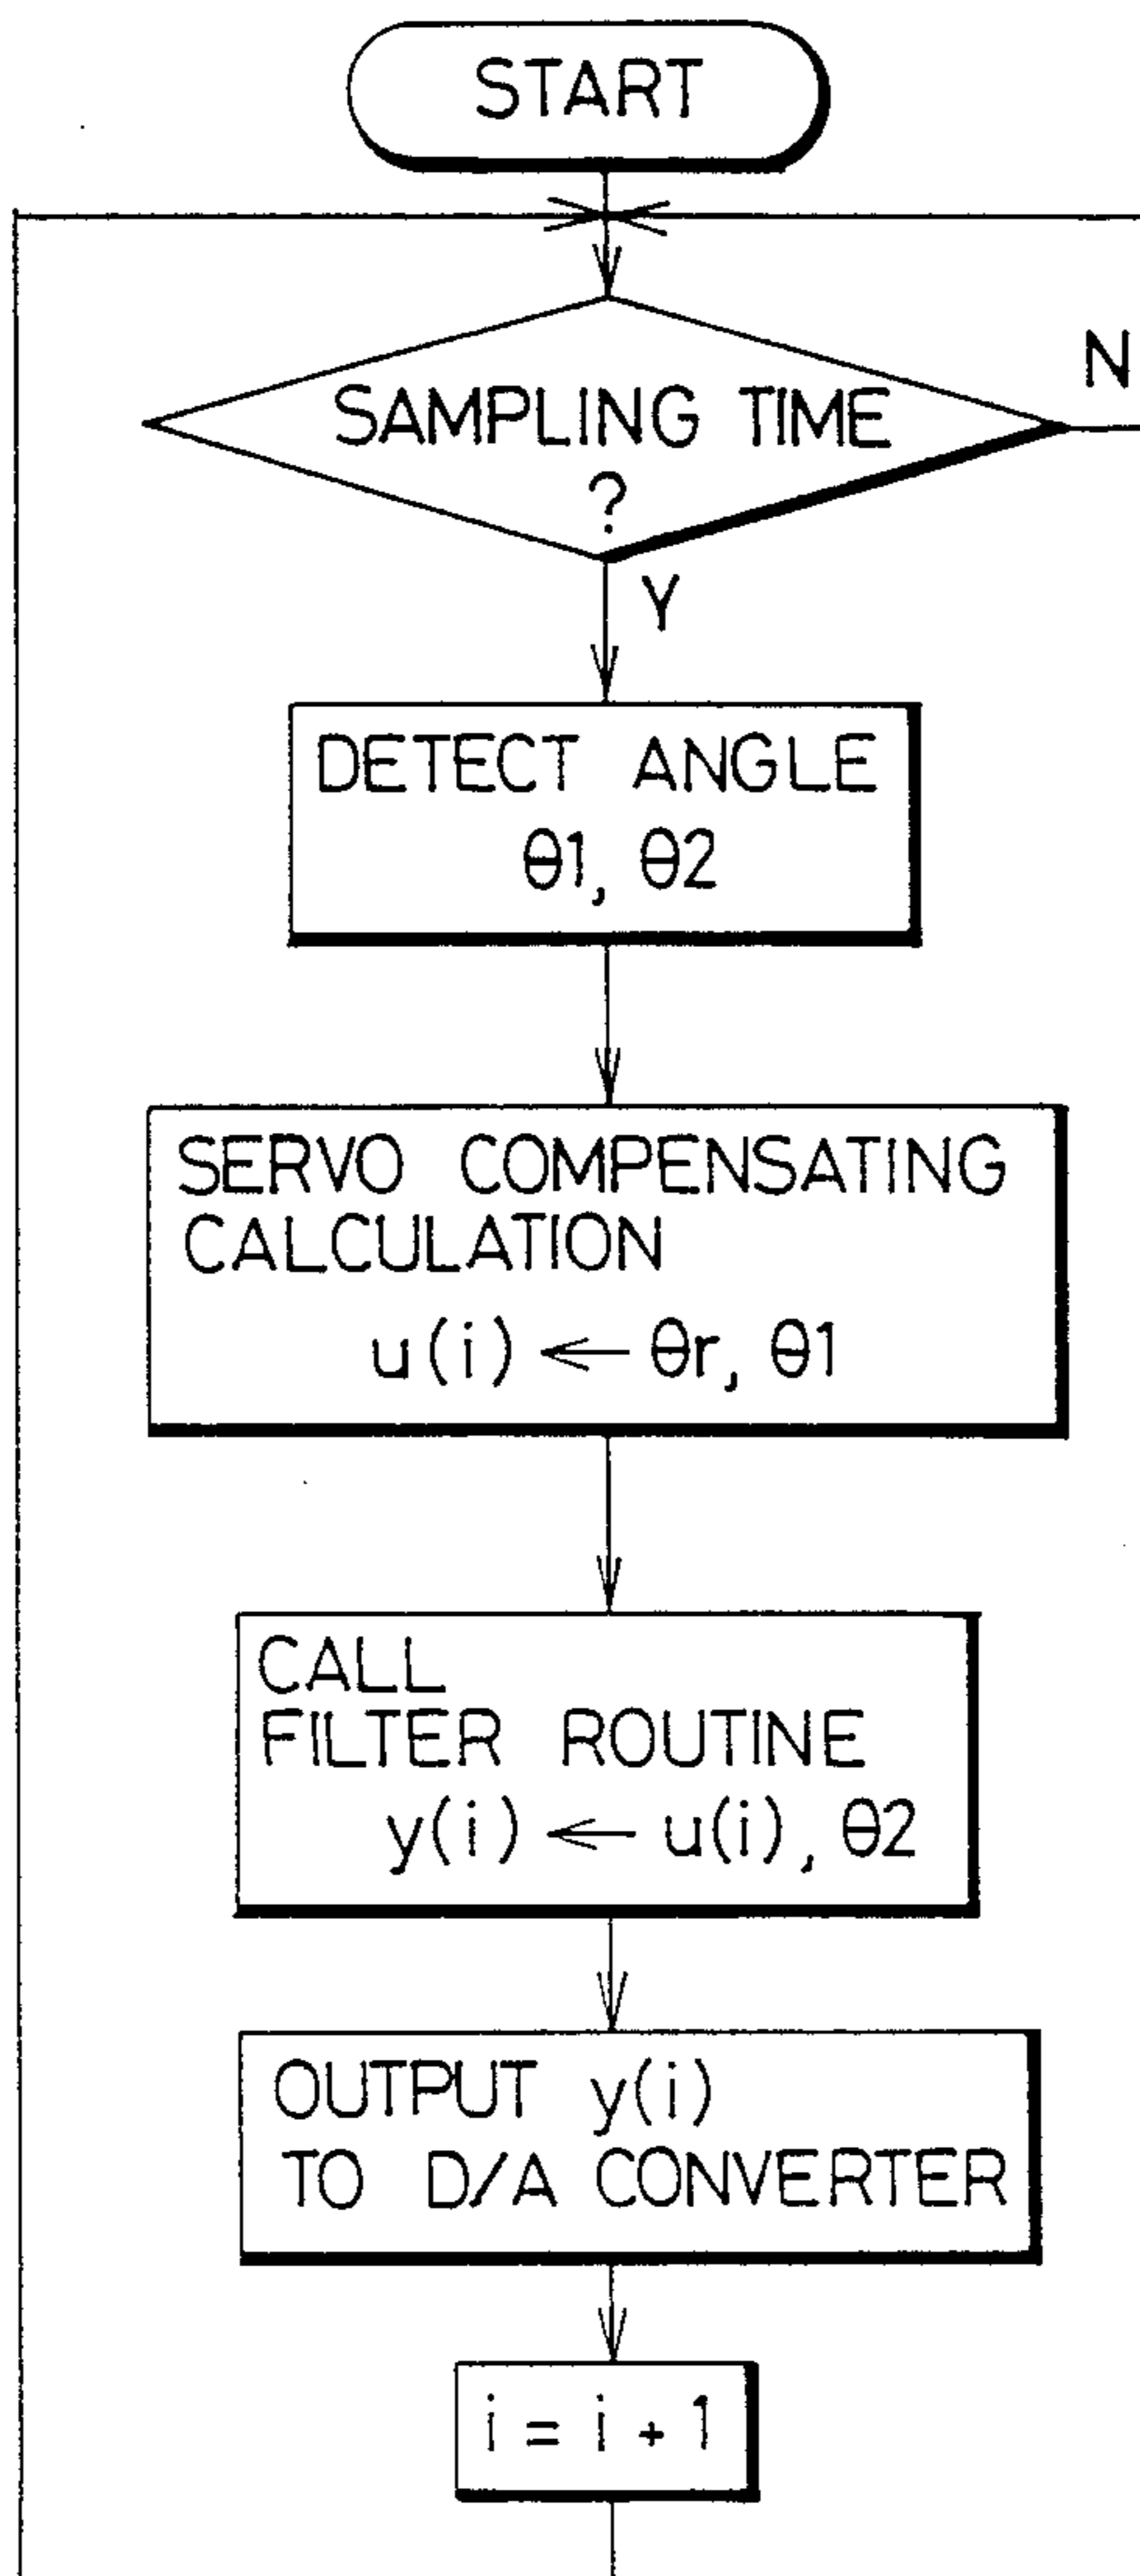 START
N
SAMPLING TIME
?
Y
DETECT ANGLE
θ1, θ2
SERVO COMPENSATING
CALCULATION
u(i) ← θr, θ1
CALL
FILTER ROUTINE
y(i) ← u(i), θ2
OUTPUT y(i)
TO D/A CONVERTER
i = i + 1